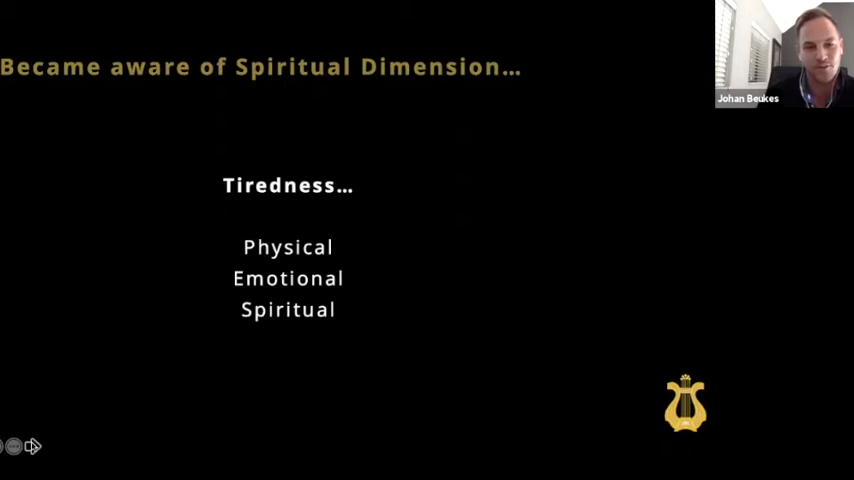 Became aware of Spiritual Dimension...
Johan Beukes
Tiredness...
Physical
Emotional
Spiritual